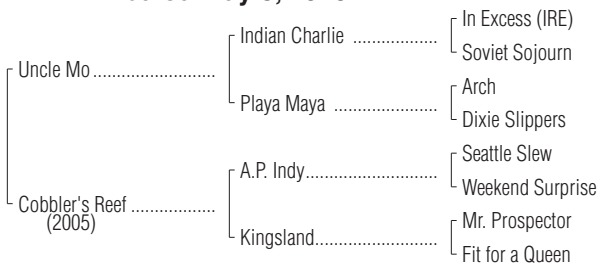 In Excess (IRE)
Indian Charlie ......................
Soviet Sojourn
Uncle Mo ...............................
Arch
Playa Maya ...........................
Dixie Slippers
Seattle Slew
A.P. Indy..................................
Weekend Surprise
Cobbler's Reef .....................
(2005)
Mr. Prospector
Kingsland................................
Fit for a Queen